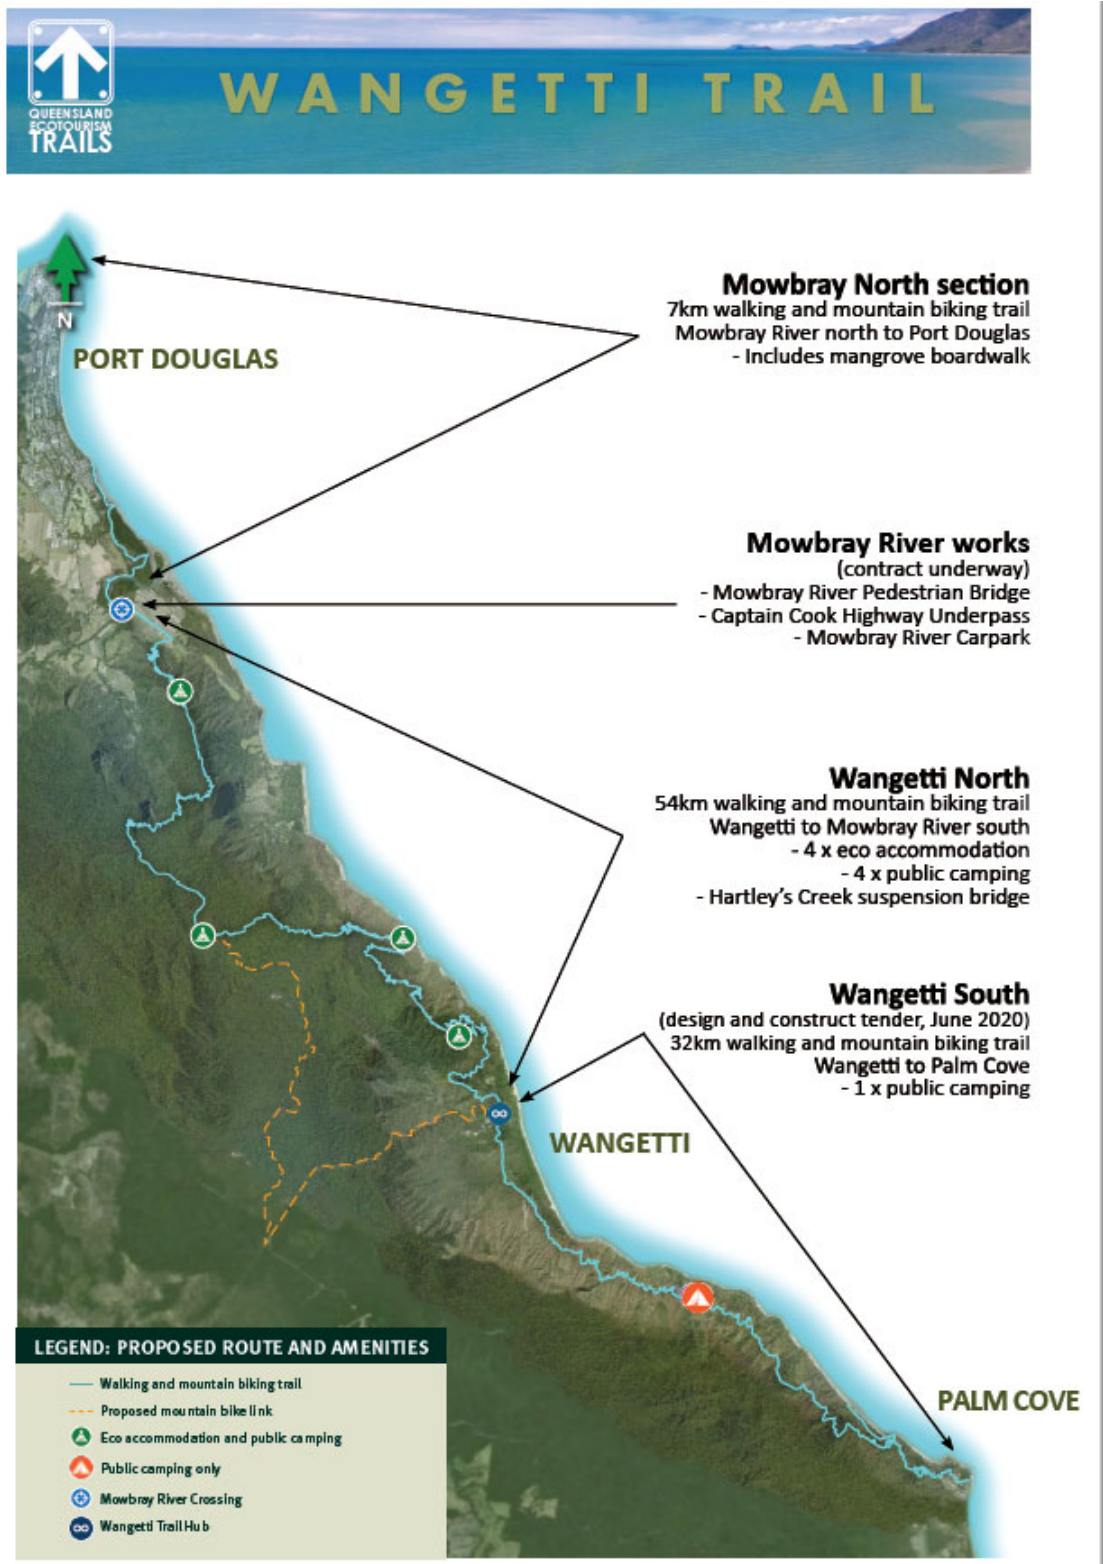 QUEENSLAND
ECOTOURISM
TRAILS
WANGETTI TRAIL
N
PORT DOUGLAS
Mowbray North section
7km walking and mountain biking trail
Mowbray River north to Port Douglas
- Includes mangrove boardwalk
Mowbray River works
(contract underway)
- Mowbray River Pedestrian Bridge
- Captain Cook Highway Underpass
- Mowbray River Carpark
Wangetti North
54km walking and mountain biking trail
Wangetti to Mowbray River south
- 4 x eco accommodation
- 4 x public camping
- Hartley's Creek suspension bridge
Wangetti South
(design and construct tender, June 2020)
32km walking and mountain biking trail
Wangetti to Palm Cove
- 1 x public camping
WANGETTI
PALM COVE
LEGEND: PROPOSED ROUTE AND AMENITIES
Walking and mountain biking trail
Proposed mountain bike link
Eco accommodation and public camping
Public camping only
Mowbray River Crossing
Wangetti Trail Hub